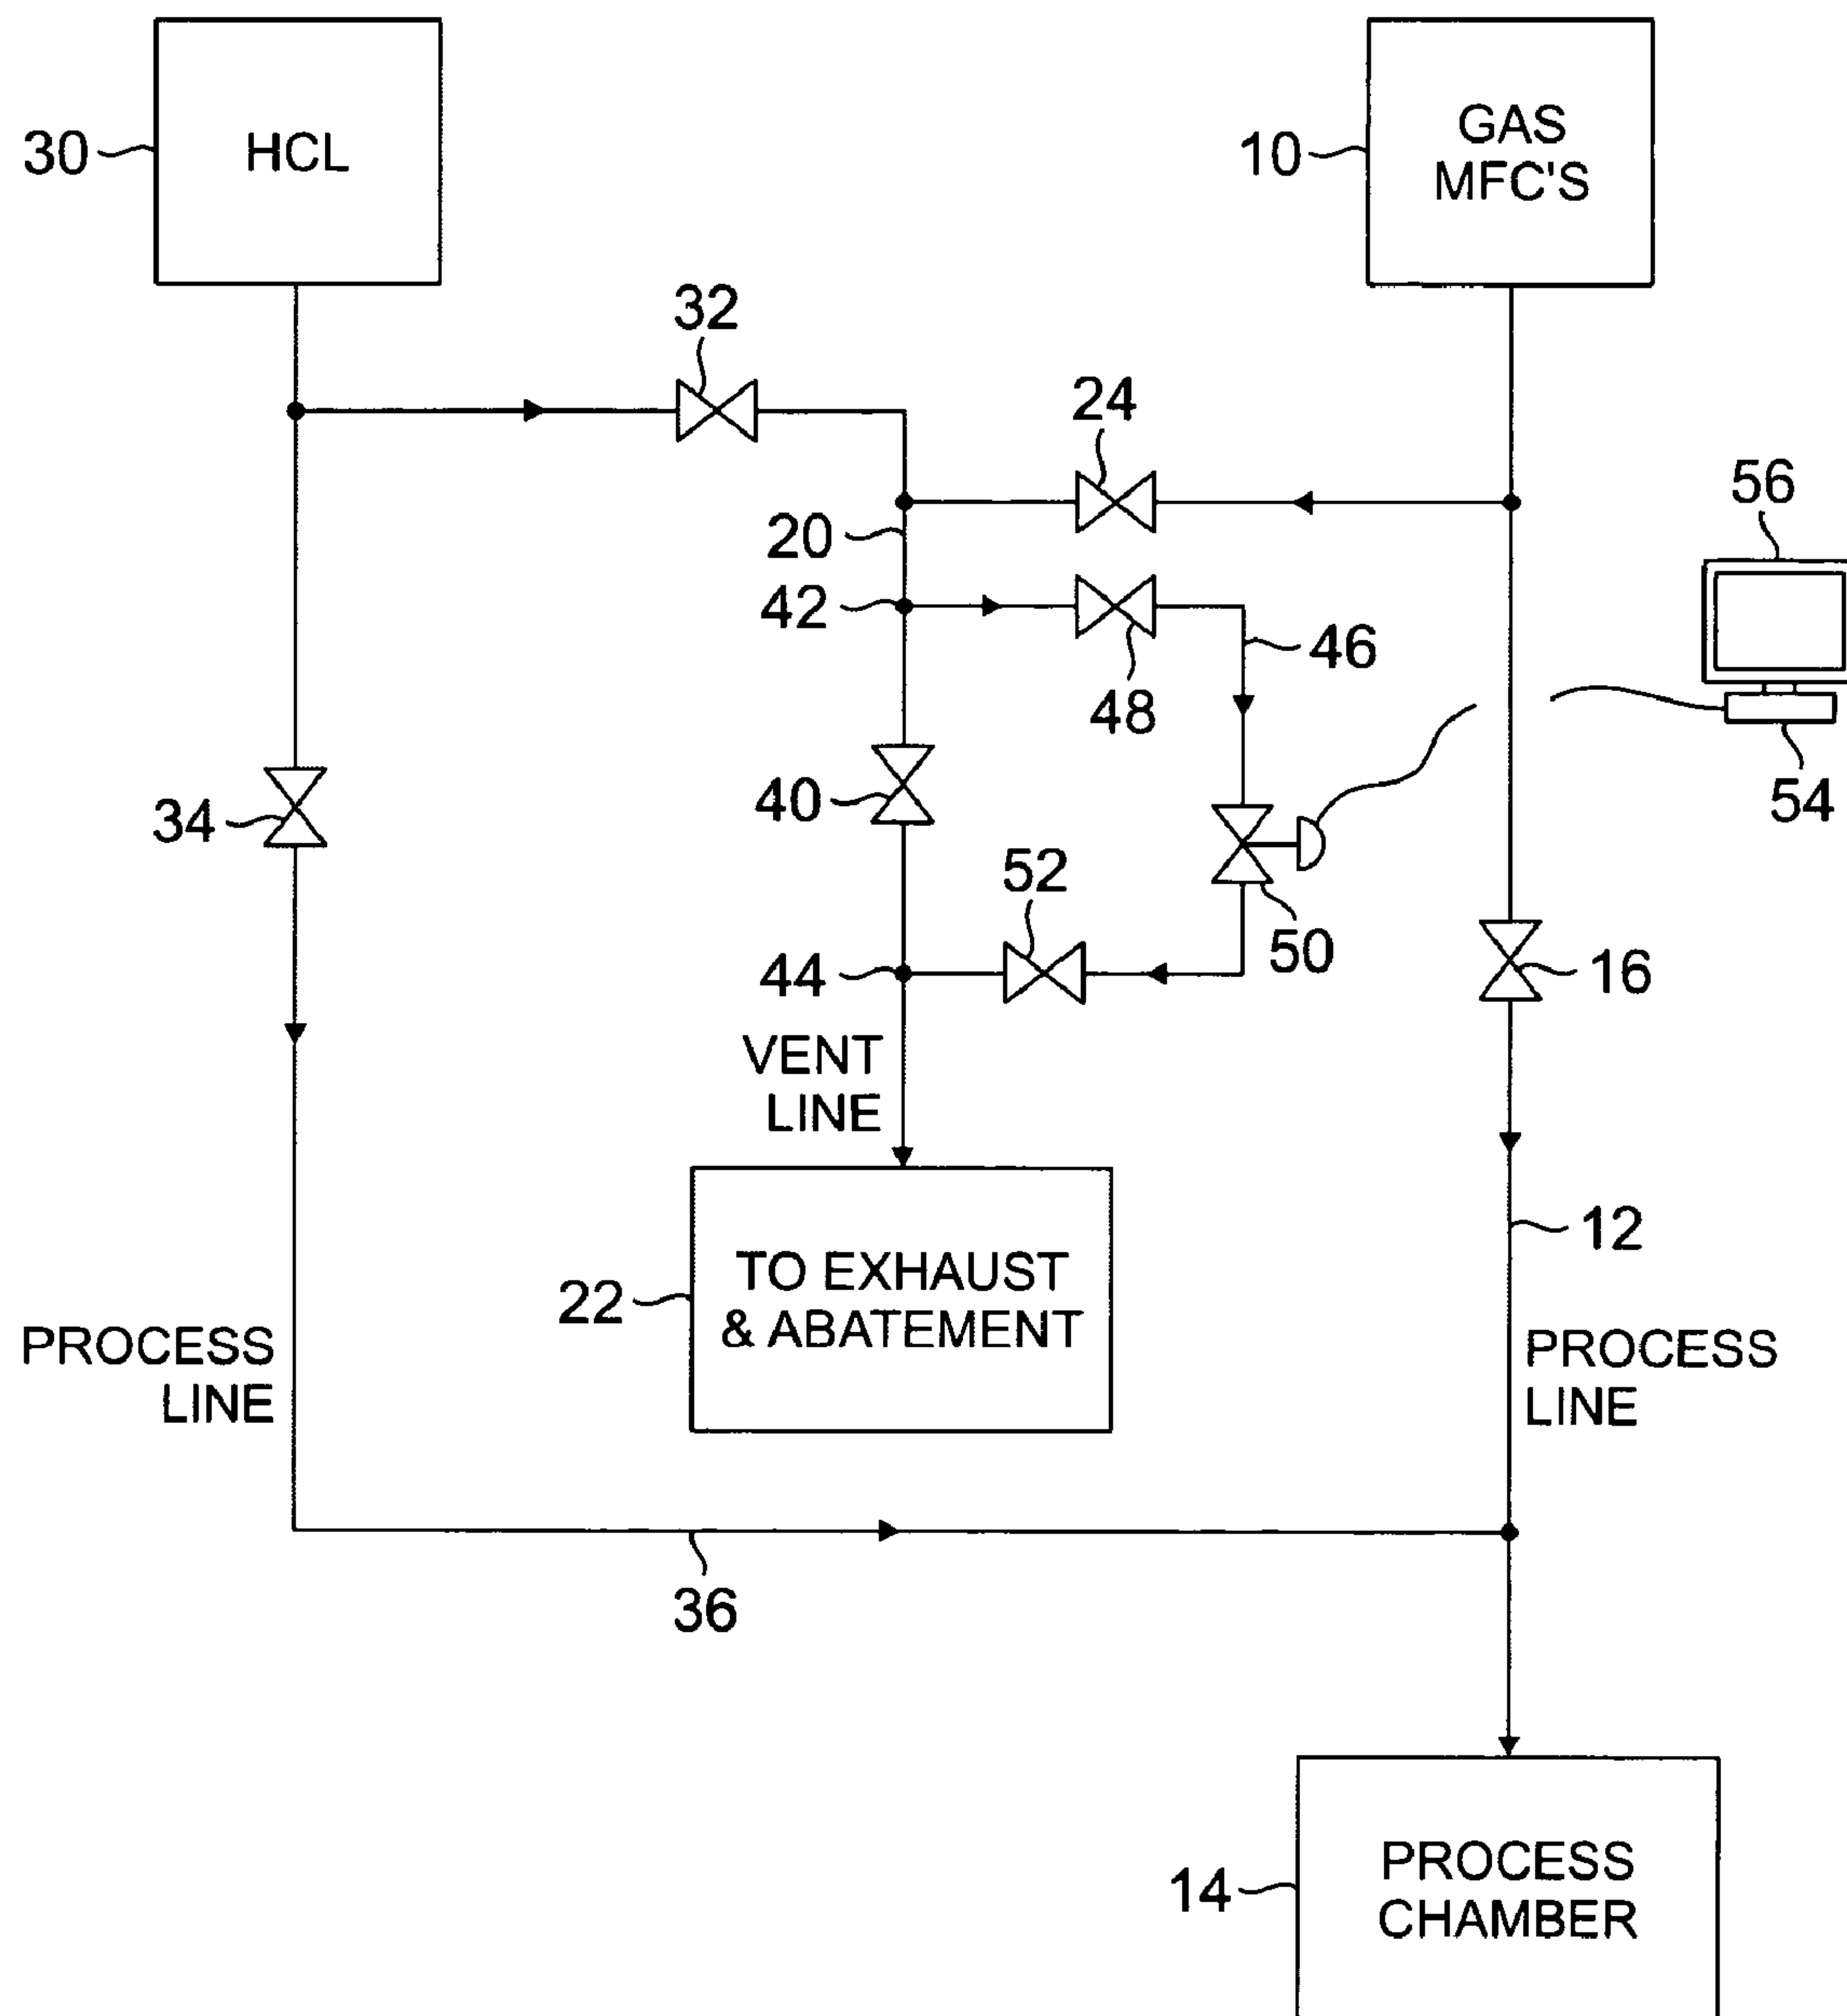 30
HCL
10
GAS
MFC'S
32
24
56
20
42
46
48
34
40
54
52
50
44
16
VENT
LINE
12
22
TO EXHAUST
& ABATEMENT
PROCESS
LINE
PROCESS
LINE
36
14
PROCESS
CHAMBER